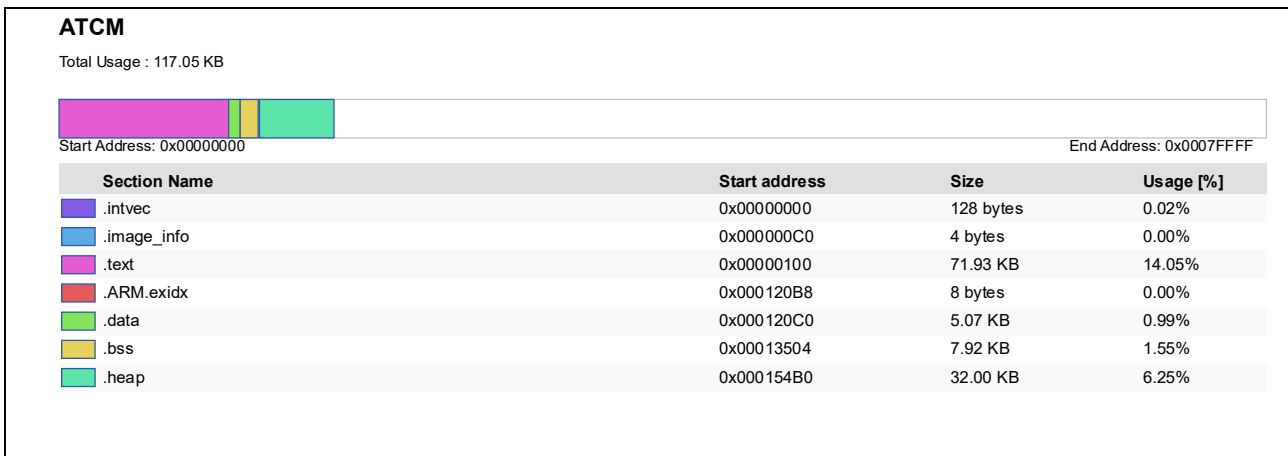 ATCM
Total Usage : 117.05 KB
Start Address: 0x00000000 End Address: 0x0007FFFF
Section Name Start address Size Usage [%]
.intvec 0x00000000 128 bytes 0.02%
.image_info 0x000000C0 4 bytes 0.00%
.text 0x00000100 71.93 KB 14.05%
.ARM.exidx 0x000120B8 8 bytes 0.00%
.data 0x000120C0 5.07 KB 0.99%
.bss 0x00013504 7.92 KB 1.55%
.heap 0x000154B0 32.00 KB 6.25%